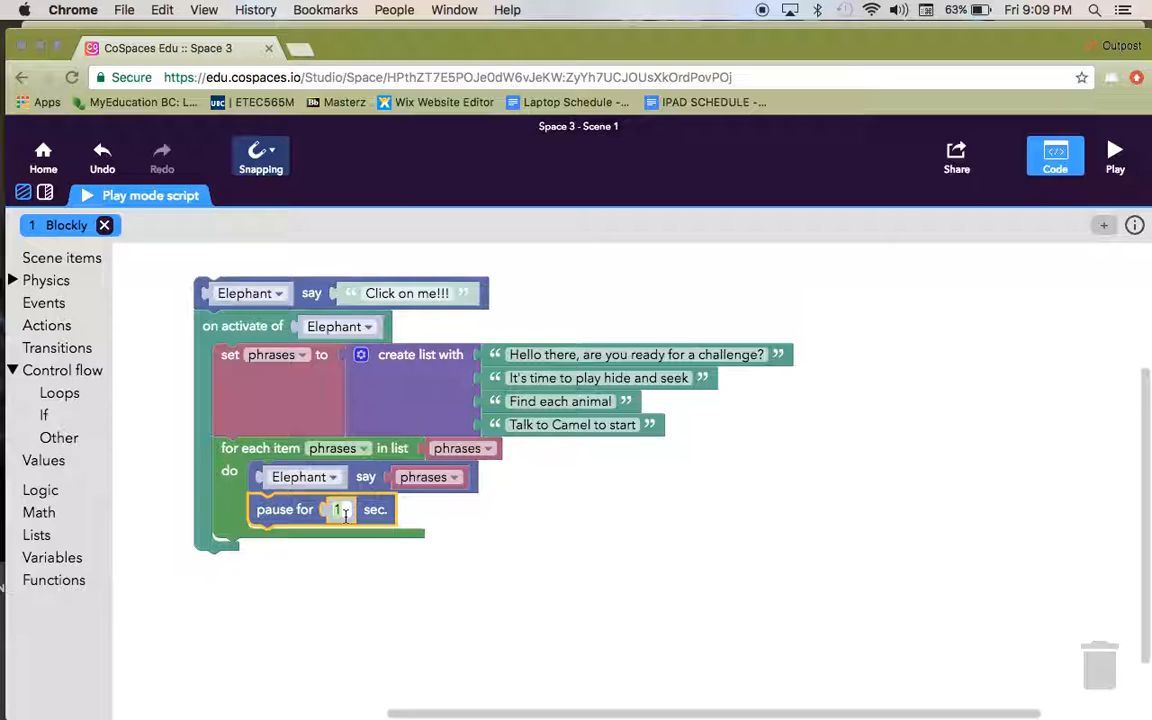 Chrome File Edit View History Bookmarks People Window Help 63% Fri 9:09 PM
CoSpaces Edu :: Space 3 Outpost
Secure https://edu.cospaces.io/Studio/Space/HPthZT7E5POJe0dW6vJeKW:ZyYh7UCJOUsXkOrdPovPOj
Apps MyEducation BC: L... UBC | ETEC565M Bb Masterz Wix Website Editor Laptop Schedule -... IPAD SCHEDULE -...
Space 3 - Scene 1
Home Undo Redo Snapping Share Code Play
Play mode script
1 Blockly
Scene items
Physics
Events
Actions
Transitions
Control flow
Loops
If
Other
Values
Logic
Math
Lists
Variables
Functions
Elephant say “ Click on me!!! ”
on activate of Elephant
set phrases to create list with “ Hello there, are you ready for a challenge? ”
“ It's time to play hide and seek ”
“ Find each animal ”
“ Talk to Camel to start ”
for each item phrases in list phrases
do Elephant say phrases
pause for 1 sec.